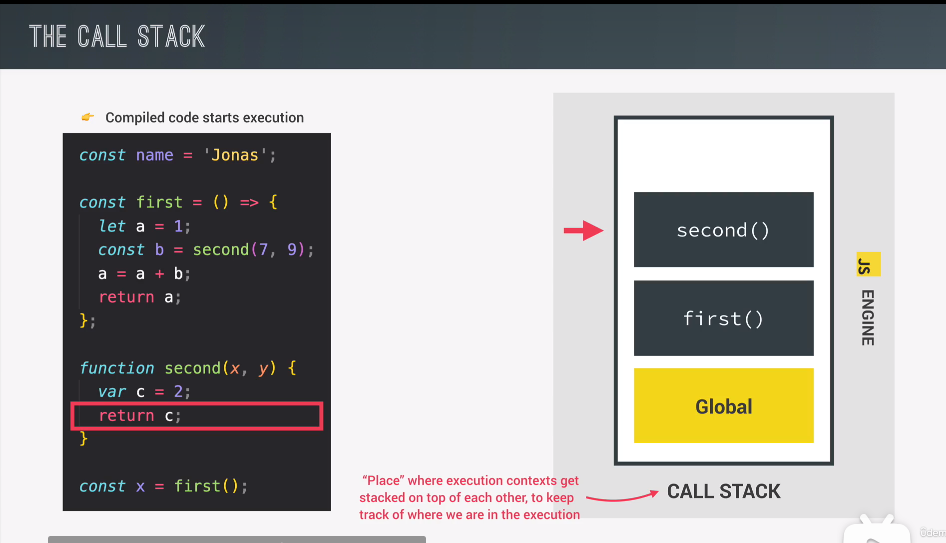 THE CALL STACK
👉 Compiled code starts execution
const name = 'Jonas';
const first = () => {
  let a = 1;
  const b = second(7, 9);
  a = a + b;
  return a;
};
function second(x, y) {
  var c = 2;
  return c;
}
const x = first();
second()
first()
Global
JS ENGINE
CALL STACK
“Place” where execution contexts get
stacked on top of each other, to keep
track of where we are in the execution